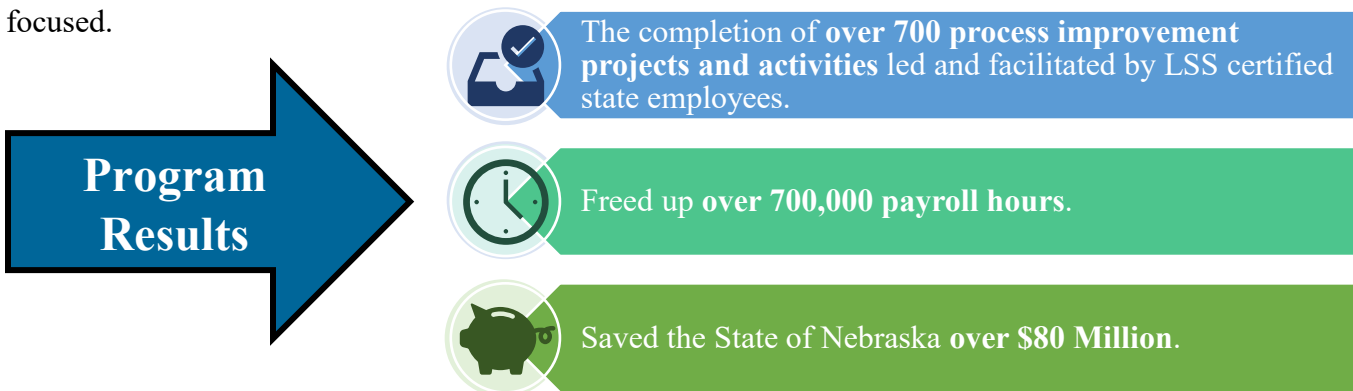 focused.
Program
Results
The completion of over 700 process improvement
projects and activities led and facilitated by LSS certified
state employees.
Freed up over 700,000 payroll hours.
Saved the State of Nebraska over $80 Million.